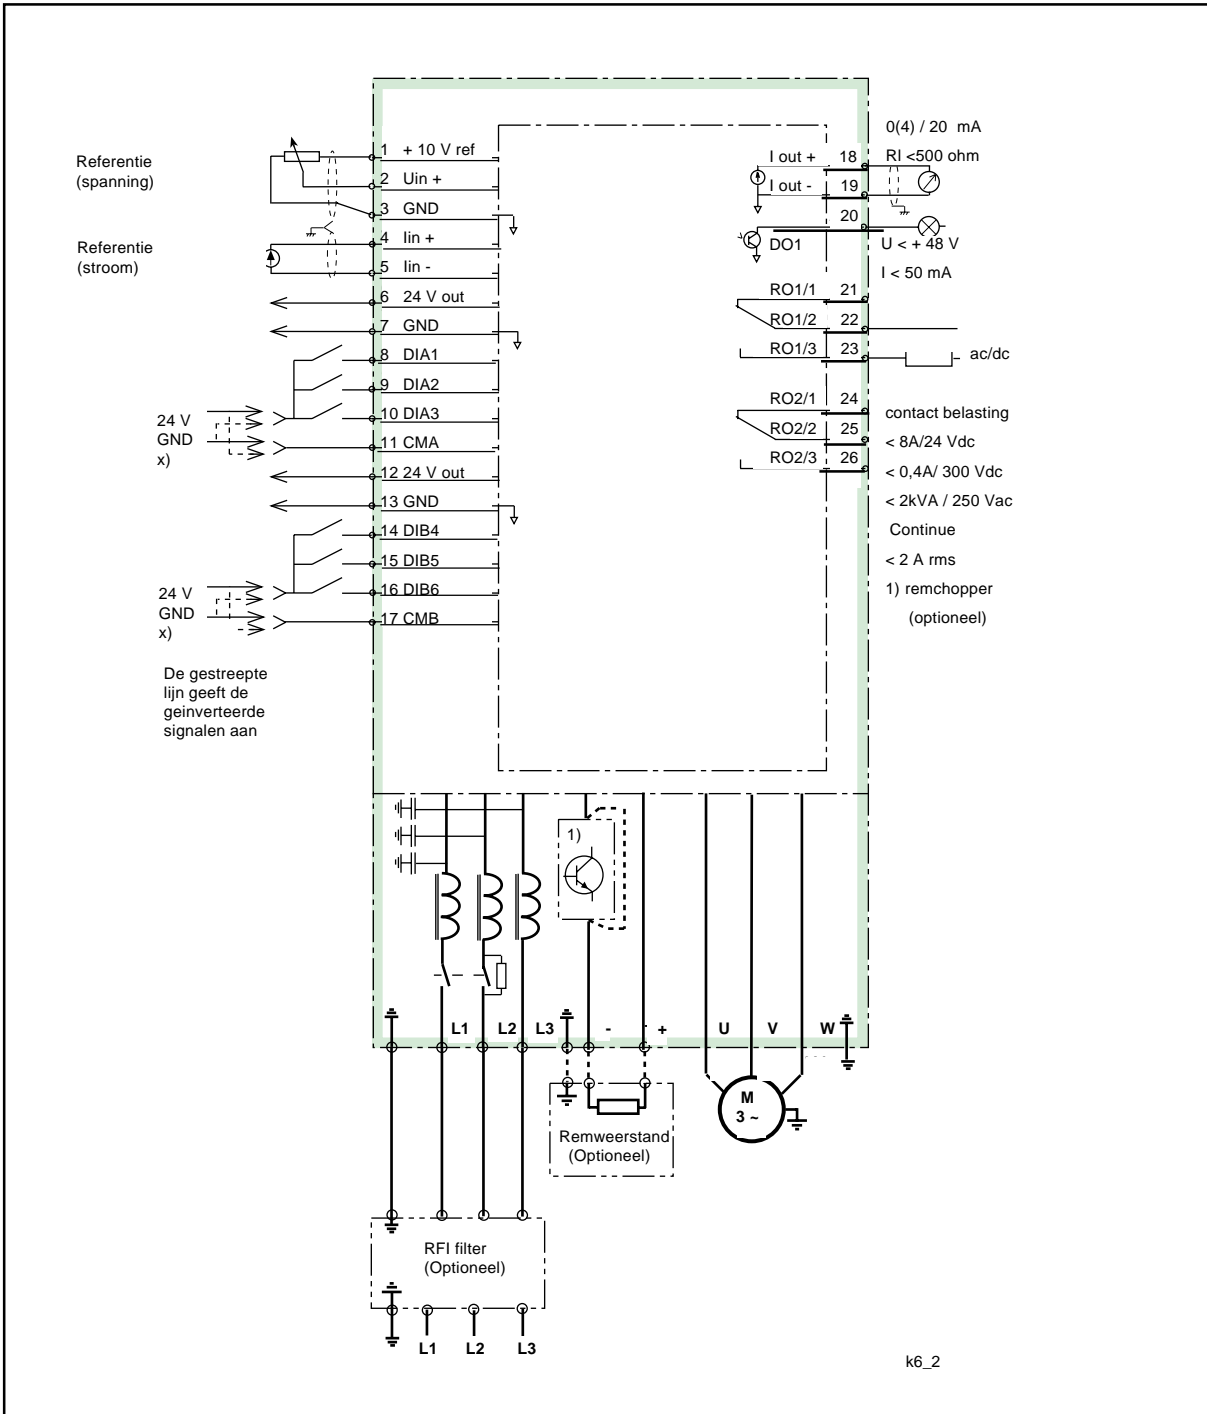 Referentie
(spanning)
Referentie
(stroom)
1 + 10 V ref
2 Uin +
3 GND
4 Iin +
5 Iin -
6 24 V out
7 GND
8 DIA1
9 DIA2
10 DIA3
11 CMA
12 24 V out
13 GND
14 DIB4
15 DIB5
16 DIB6
17 CMB
24 V
GND
x)
24 V
GND
x)
De gestreepte
lijn geeft de
geinverteerde
signalen aan
I out + 18
I out - 19
20
DO1
RO1/1 21
RO1/2 22
RO1/3 23
RO2/1 24
RO2/2 25
RO2/3 26
0(4) / 20 mA
RI <500 ohm
U < + 48 V
I < 50 mA
ac/dc
contact belasting
< 8A/24 Vdc
< 0,4A/ 300 Vdc
< 2kVA / 250 Vac
Continue
< 2 A rms
1) remchopper
(optioneel)
1)
L1 L2 L3 - + U V W
M
3 ~
Remweerstand
(Optioneel)
RFI filter
(Optioneel)
L1 L2 L3
k6_2